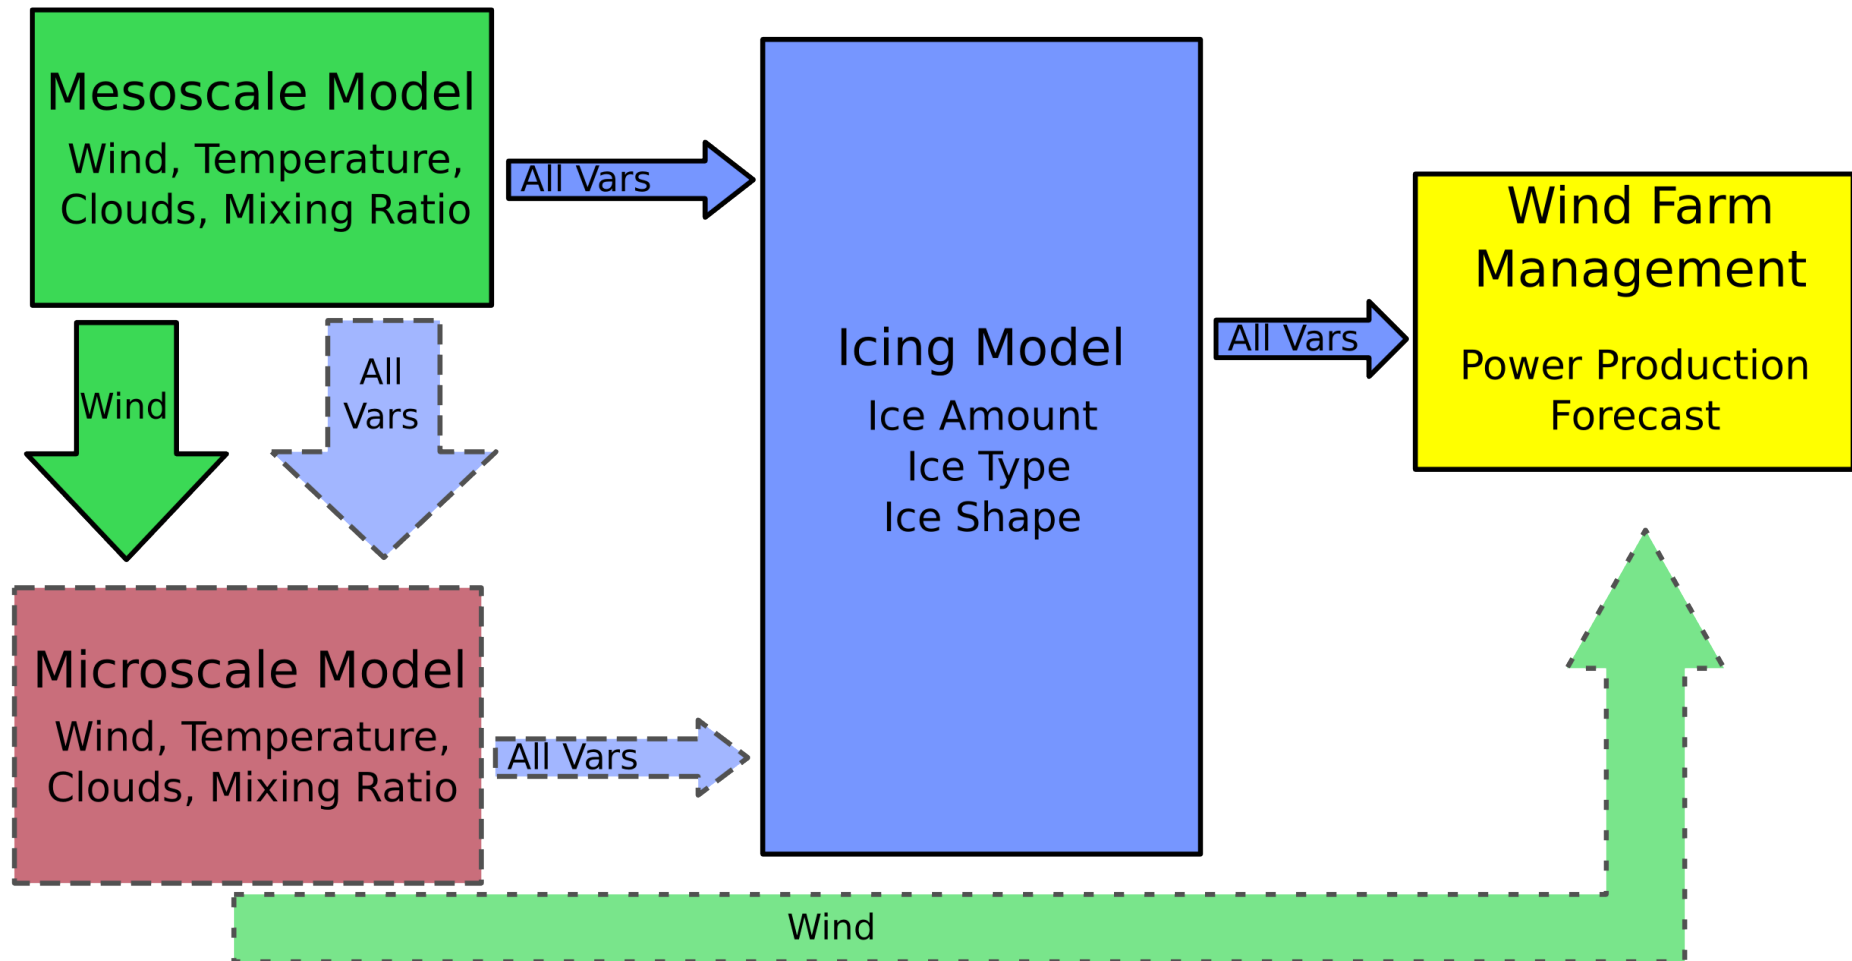 Mesoscale Model
Wind, Temperature,
Clouds, Mixing Ratio
All Vars
Wind
All
Vars
Microscale Model
Wind, Temperature,
Clouds, Mixing Ratio
All Vars
Icing Model
Ice Amount
Ice Type
Ice Shape
All Vars
Wind Farm
Management
Power Production
Forecast
Wind